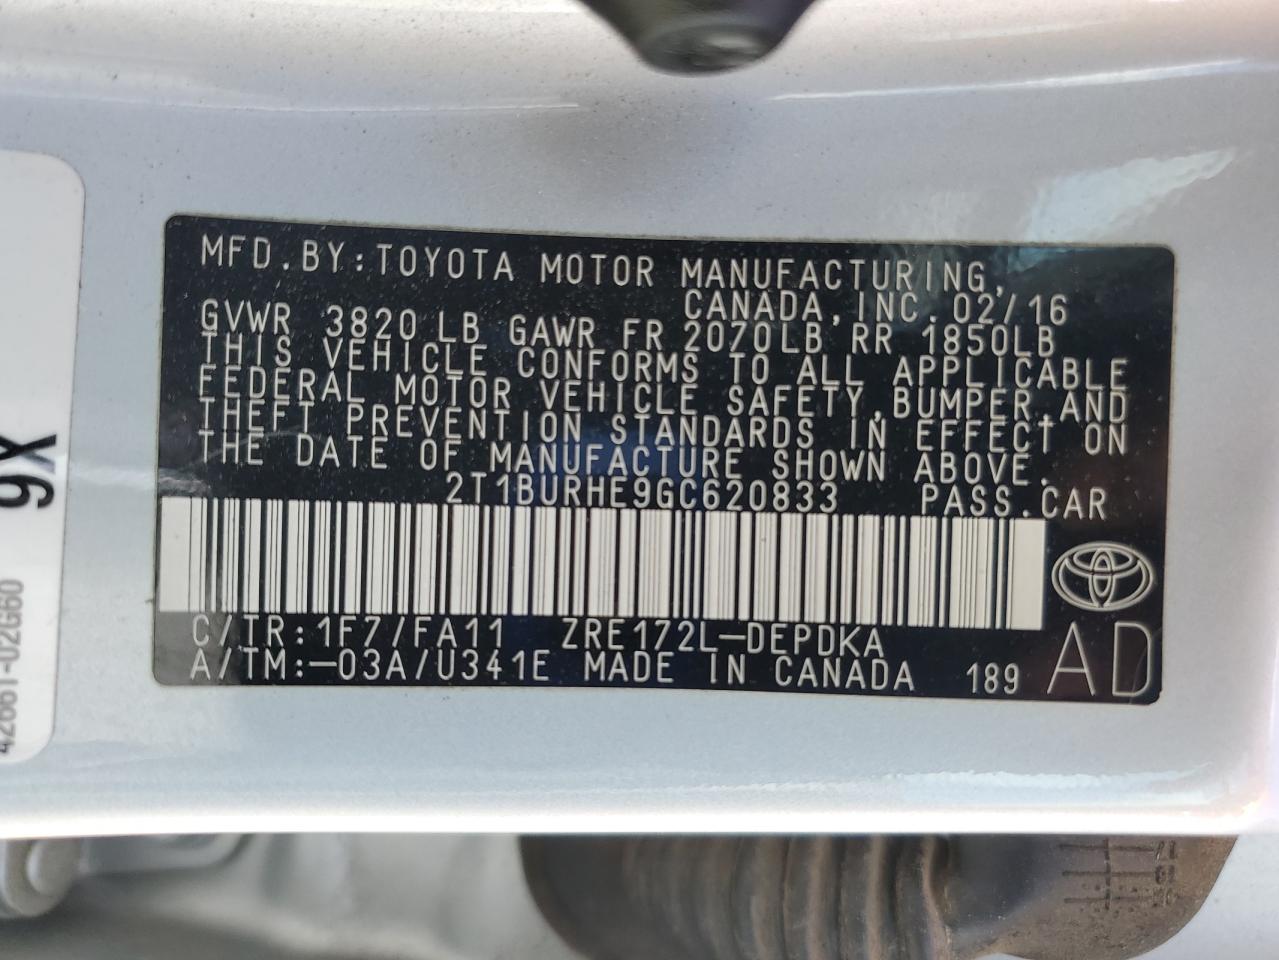 MFD.BY:TOYOTA MOTOR MANUFACTURING,
CANADA,INC.02/16
GVWR 3820 LB GAWR FR 2070LB RR 1850LB
THIS VEHICLE CONFORMS TO ALL APPLICABLE
FEDERAL MOTOR VEHICLE SAFETY,BUMPER,AND
THEFT PREVENTION STANDARDS IN EFFECT ON
THE DATE OF MANUFACTURE SHOWN ABOVE.
2T1BURHE9GC620833 PASS.CAR
C/TR:1F7/FA11 ZRE172L-DEPDKA
A/TM:-03A/U341E MADE IN CANADA 189 AD
9X
42661-02G60